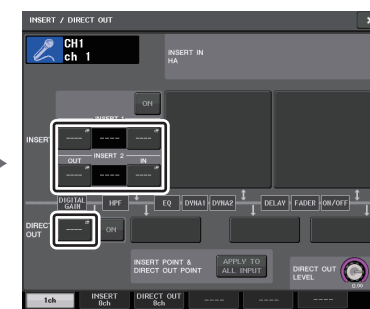 INSERT / DIRECT OUT
CH1
ch 1
INSERT IN
HA
ON
INSERT 1
INSERT
---- ---- ----
OUT INSERT 2 IN
---- ---- ----
DIGITAL GAIN HPF EQ DYNA1 DYNA2 DELAY FADER ON/OFF
DIRECT OUT
---- ON
INSERT POINT &
DIRECT OUT POINT
APPLY TO
ALL INPUT
DIRECT OUT
LEVEL
0.00
1ch INSERT 8ch DIRECT OUT 8ch ---- ---- ----